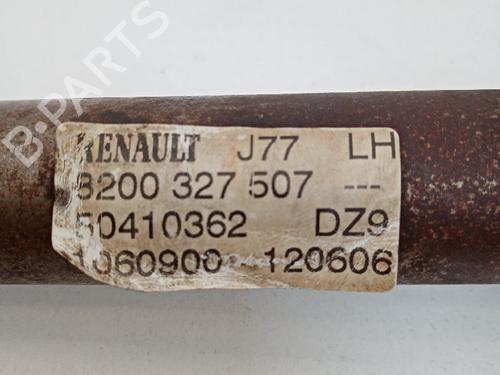 RENAULT J77 LH
8200 327 507 ---
50410362 DZ9
1060900 120606
B-PARTS